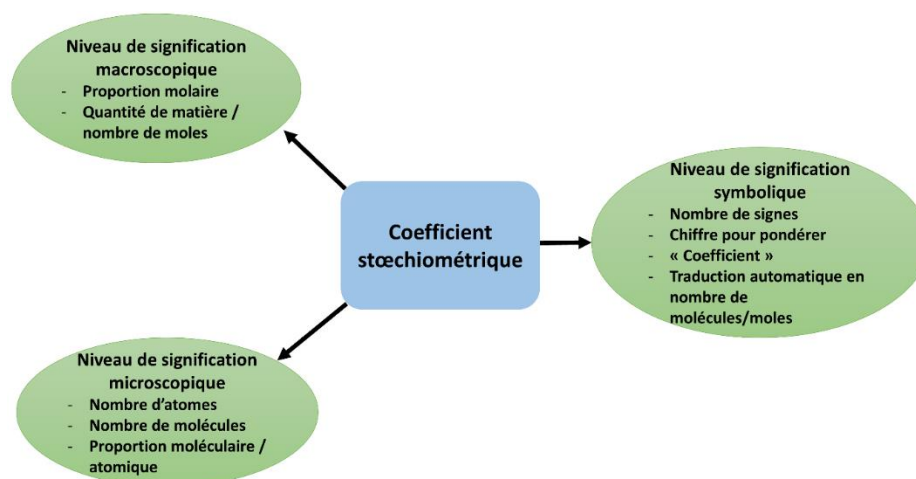 Niveau de signification
macroscopique
- Proportion molaire
- Quantité de matière /
nombre de moles
Coefficient
stœchiométrique
Niveau de signification
symbolique
- Nombre de signes
- Chiffre pour pondérer
- « Coefficient »
- Traduction automatique en
nombre de
molécules/moles
Niveau de signification
microscopique
- Nombre d'atomes
- Nombre de molécules
- Proportion moléculaire /
atomique